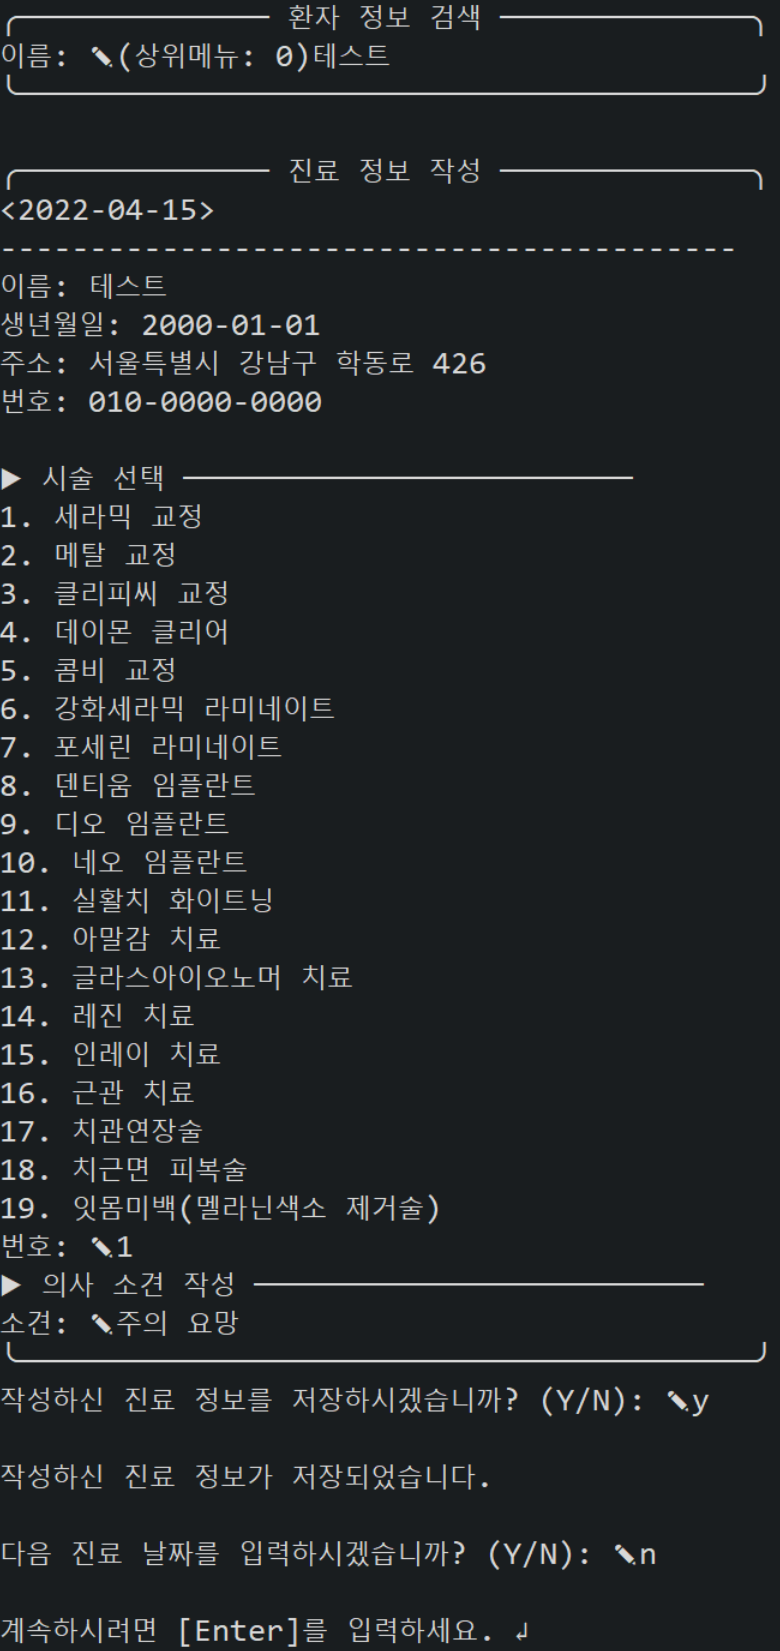 환자 정보 검색
이름: ✎(상위메뉴: 0)테스트
진료 정보 작성
<2022-04-15>
-----------------------------------------
이름: 테스트
생년월일: 2000-01-01
주소: 서울특별시 강남구 학동로 426
번호: 010-0000-0000
▶ 시술 선택
1. 세라믹 교정
2. 메탈 교정
3. 클리피씨 교정
4. 데이몬 클리어
5. 콤비 교정
6. 강화세라믹 라미네이트
7. 포세린 라미네이트
8. 덴티움 임플란트
9. 디오 임플란트
10. 네오 임플란트
11. 실활치 화이트닝
12. 아말감 치료
13. 글라스아이오노머 치료
14. 레진 치료
15. 인레이 치료
16. 근관 치료
17. 치관연장술
18. 치근면 피복술
19. 잇몸미백(멜라닌색소 제거술)
번호: ✎1
▶ 의사 소견 작성
소견: ✎주의 요망
작성하신 진료 정보를 저장하시겠습니까? (Y/N): ✎y
작성하신 진료 정보가 저장되었습니다.
다음 진료 날짜를 입력하시겠습니까? (Y/N): ✎n
계속하시려면 [Enter]를 입력하세요. ↲